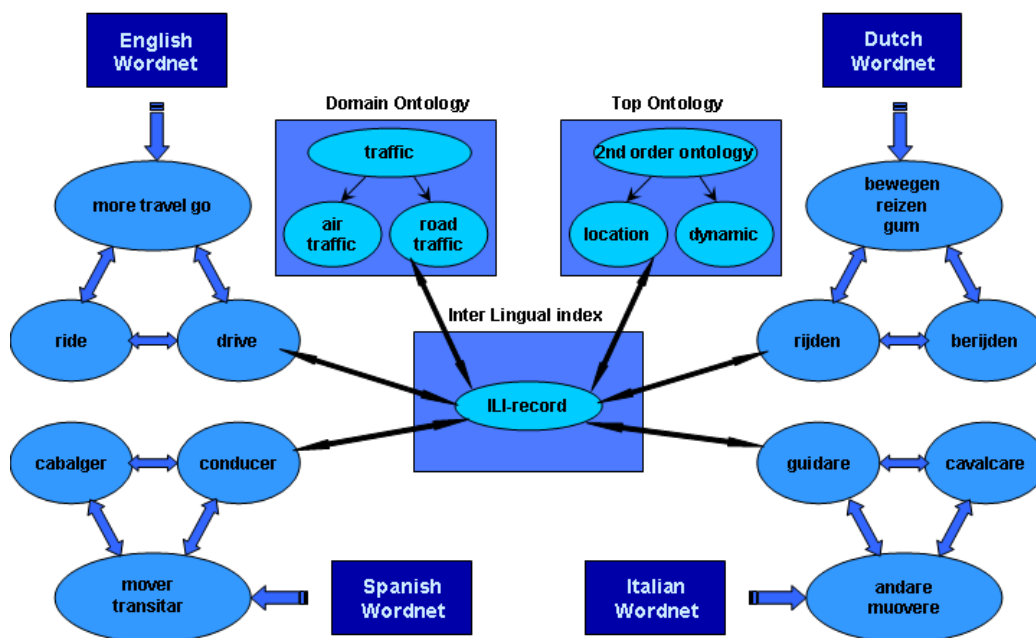 English
Wordnet
Dutch
Wordnet
Domain Ontology
Top Ontology
traffic
air
traffic
road
traffic
2nd order ontology
location
dynamic
more travel go
ride
drive
bewegen
reizen
gum
rijden
berijden
Inter Lingual index
ILI-record
cabalger
conducer
mover
transitar
guidare
cavalcare
andare
muovere
Spanish
Wordnet
Italian
Wordnet